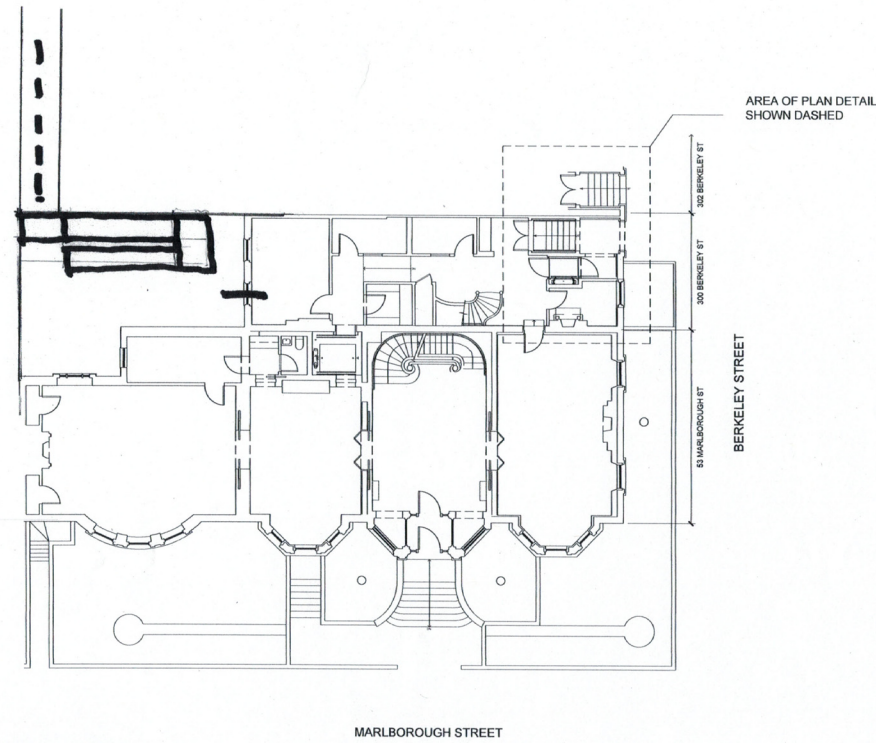 AREA OF PLAN DETAIL
SHOWN DASHED
302 BERKELEY ST
300 BERKELEY ST
53 MARLBOROUGH ST
BERKELEY STREET
MARLBOROUGH STREET